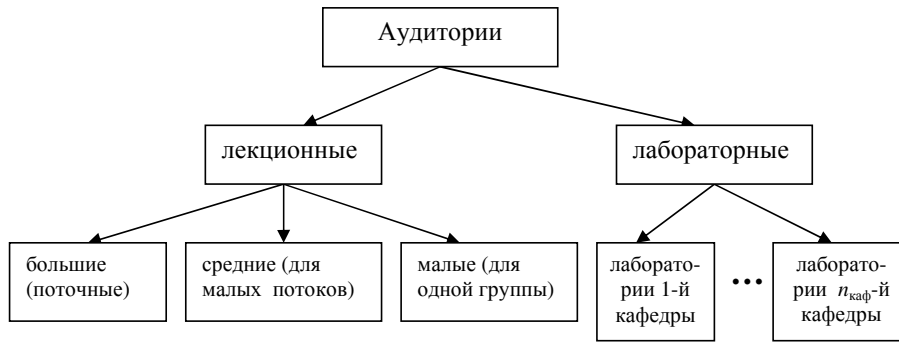 Аудитории
лекционные
лабораторные
большие
(поточные)
средние (для
малых потоков)
малые (для
одной группы)
лаборато-
рии 1-й
кафедры
...
лаборато-
рии nкаф-й
кафедры